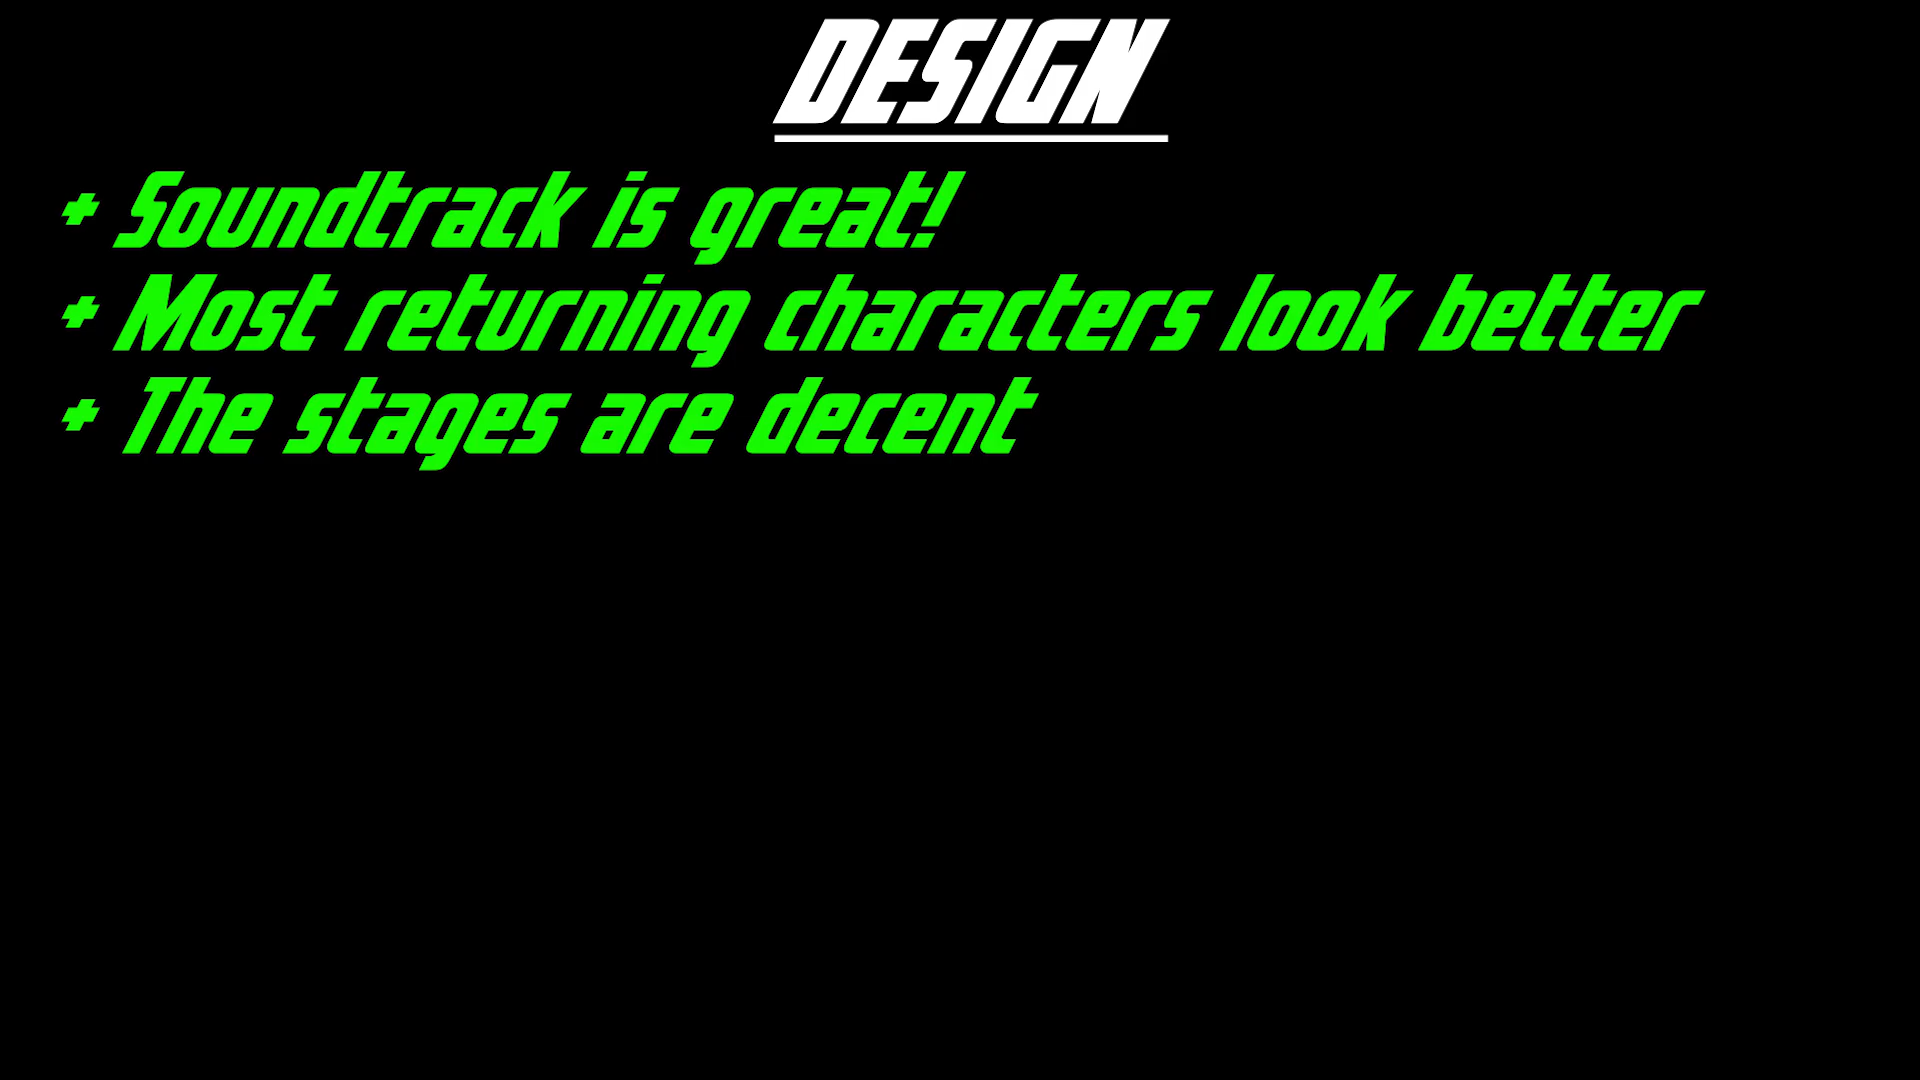 DESIGN
+ Soundtrack is great!
+ Most returning characters look better
+ The stages are decent